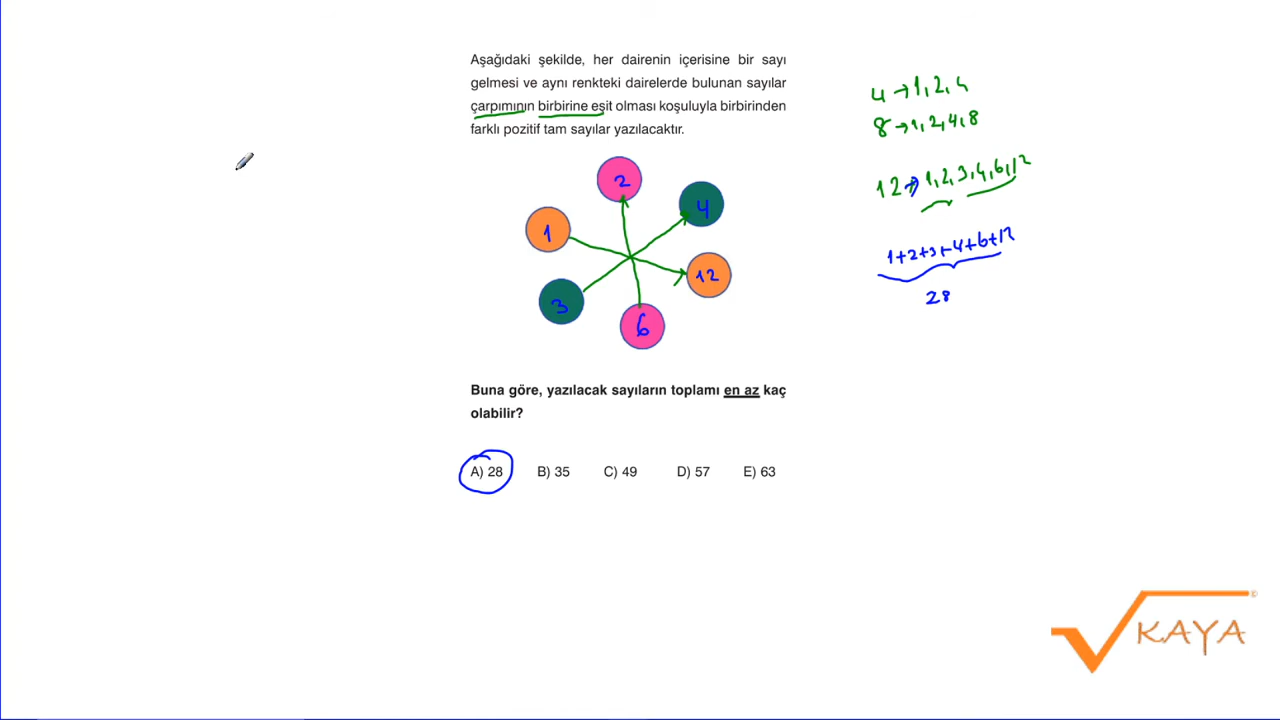 Aşağıdaki şekilde, her dairenin içerisine bir sayı
gelmesi ve aynı renkteki dairelerde bulunan sayılar
çarpımının birbirine eşit olması koşuluyla birbirinden
farklı pozitif tam sayılar yazılacaktır.
2
4
1
12
3
6
Buna göre, yazılacak sayıların toplamı en az kaç
olabilir?
A) 28 B) 35 C) 49 D) 57 E) 63
4 → 1, 2, 4
8 → 1, 2, 4, 8
12 → 1, 2, 3, 4, 6, 12
1+2+3+4+6+12
28
KAYA
©